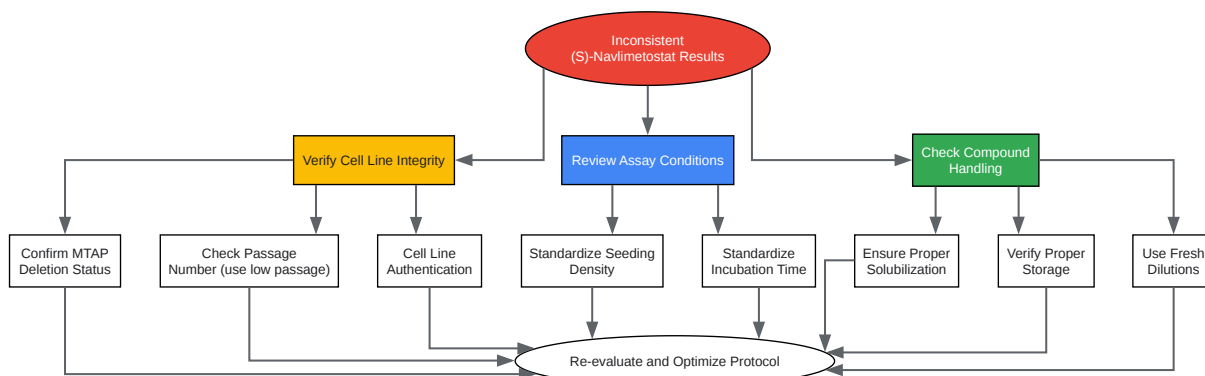 Inconsistent
(S)-Navlimetostat Results
Verify Cell Line Integrity
Review Assay Conditions
Check Compound
Handling
Confirm MTAP
Deletion Status
Check Passage
Number (use low passage)
Cell Line
Authentication
Standardize Seeding
Density
Standardize
Incubation Time
Ensure Proper
Solubilization
Verify Proper
Storage
Use Fresh
Dilutions
Re-evaluate and Optimize Protocol